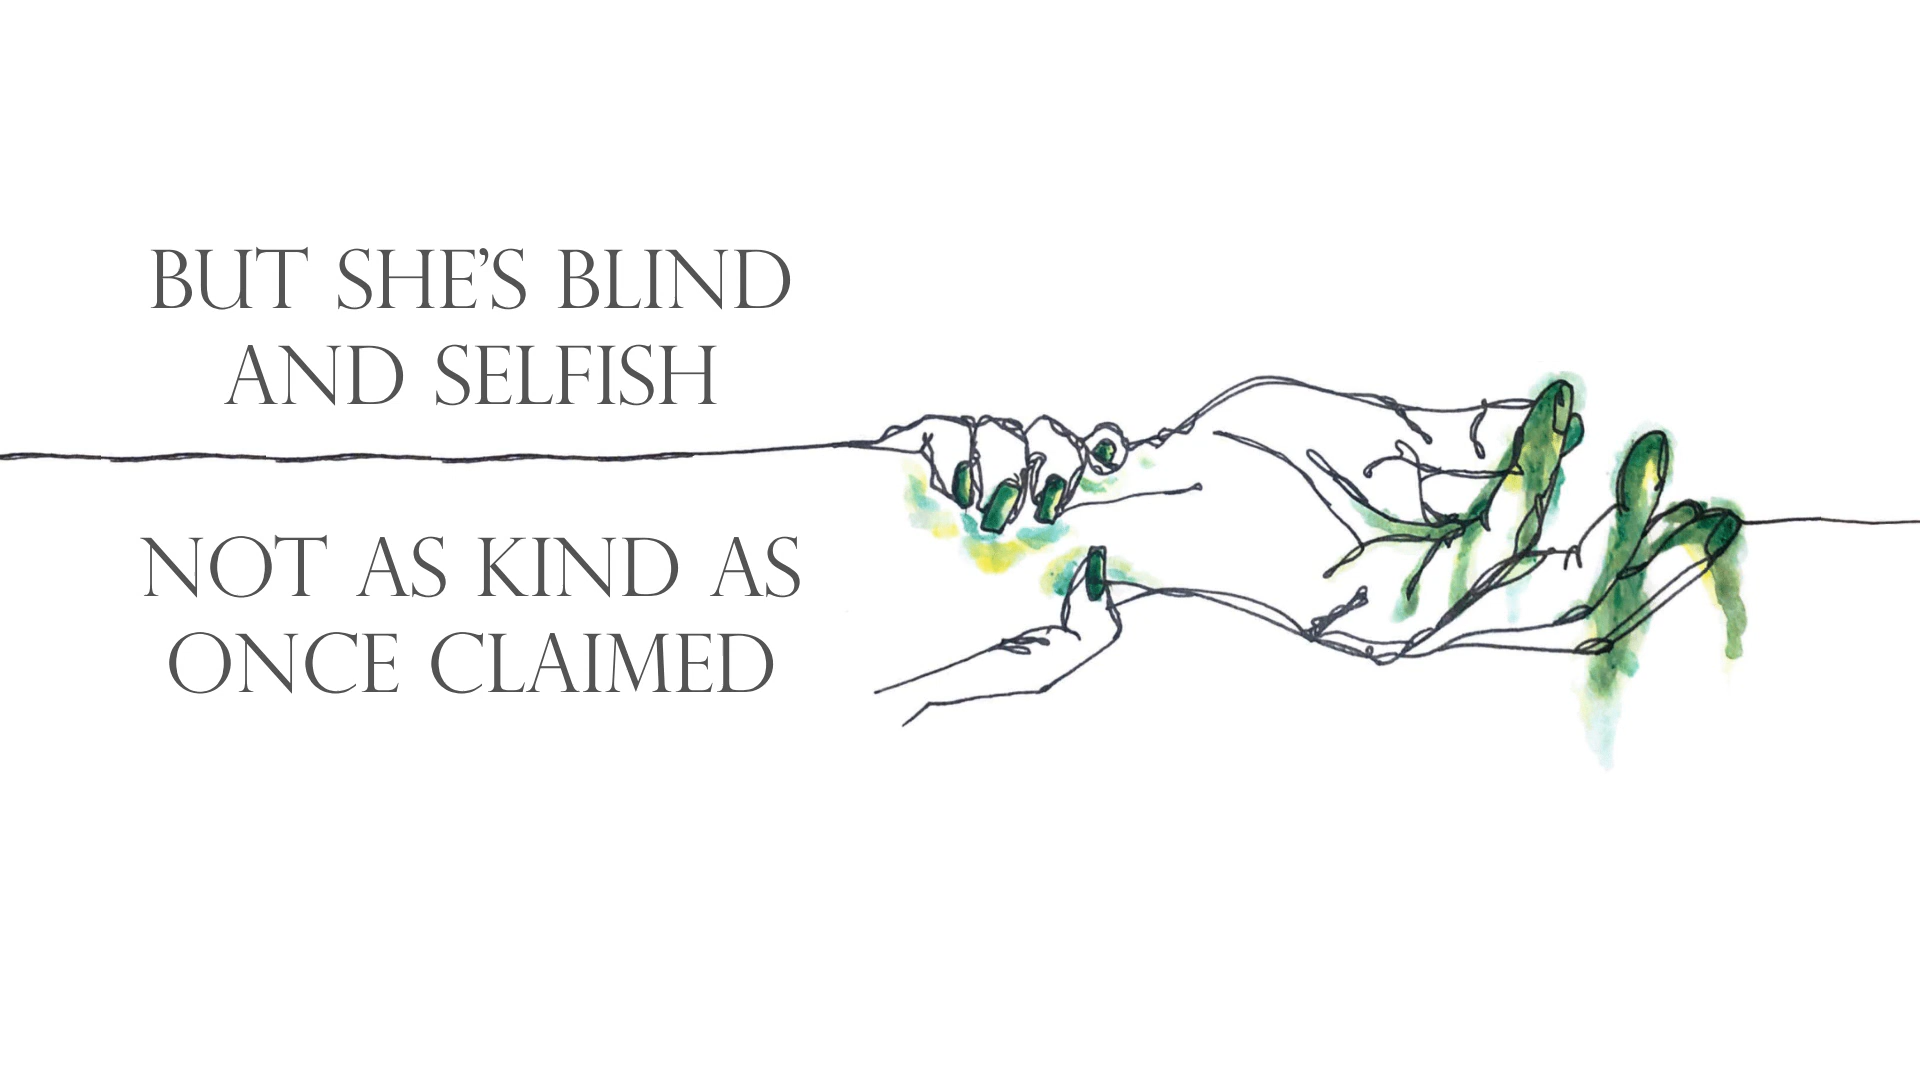 BUT SHE’S BLIND
AND SELFISH
NOT AS KIND AS
ONCE CLAIMED